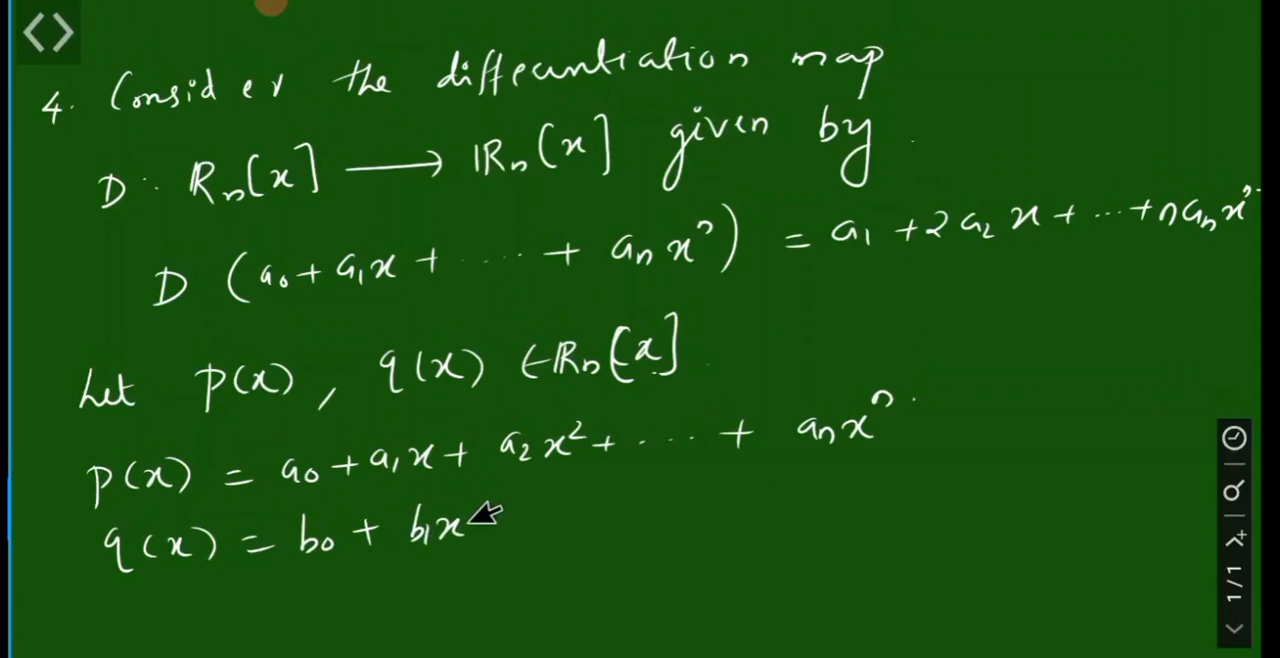 4. Consider the differentiation map
D : Rₙ[x] ⟶ ℝₙ[x] given by
D (a₀ + a₁x + ..... + aₙxⁿ) = a₁ + 2a₂x + ... + naₙxⁿ⁻
Let p(x), q(x) ∈ ℝₙ[x]
p(x) = a₀ + a₁x + a₂x² + .... + aₙxⁿ.
q(x) = b₀ + b₁x
1/1